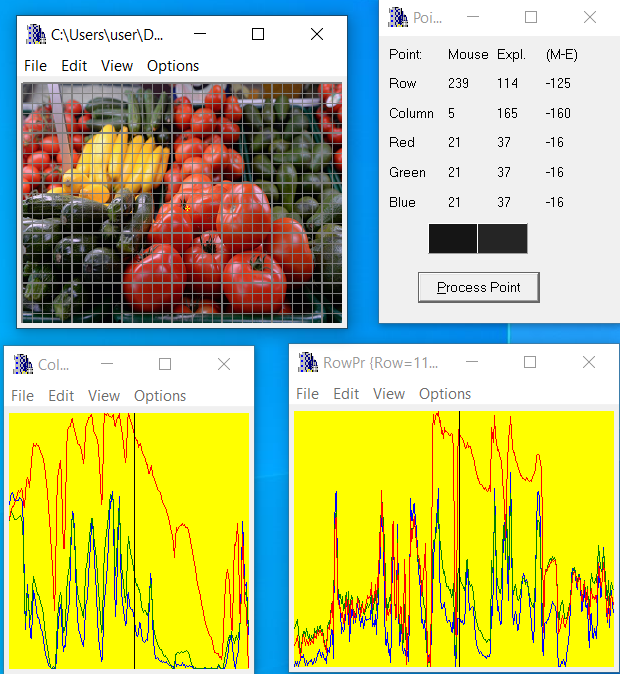 C:\Users\user\D...
File Edit View Options
Poi...
Point: Mouse Expl. (M-E)
Row 239 114 -125
Column 5 165 -160
Red 21 37 -16
Green 21 37 -16
Blue 21 37 -16
Process Point
Col...
File Edit View Options
RowPr {Row=11...
File Edit View Options